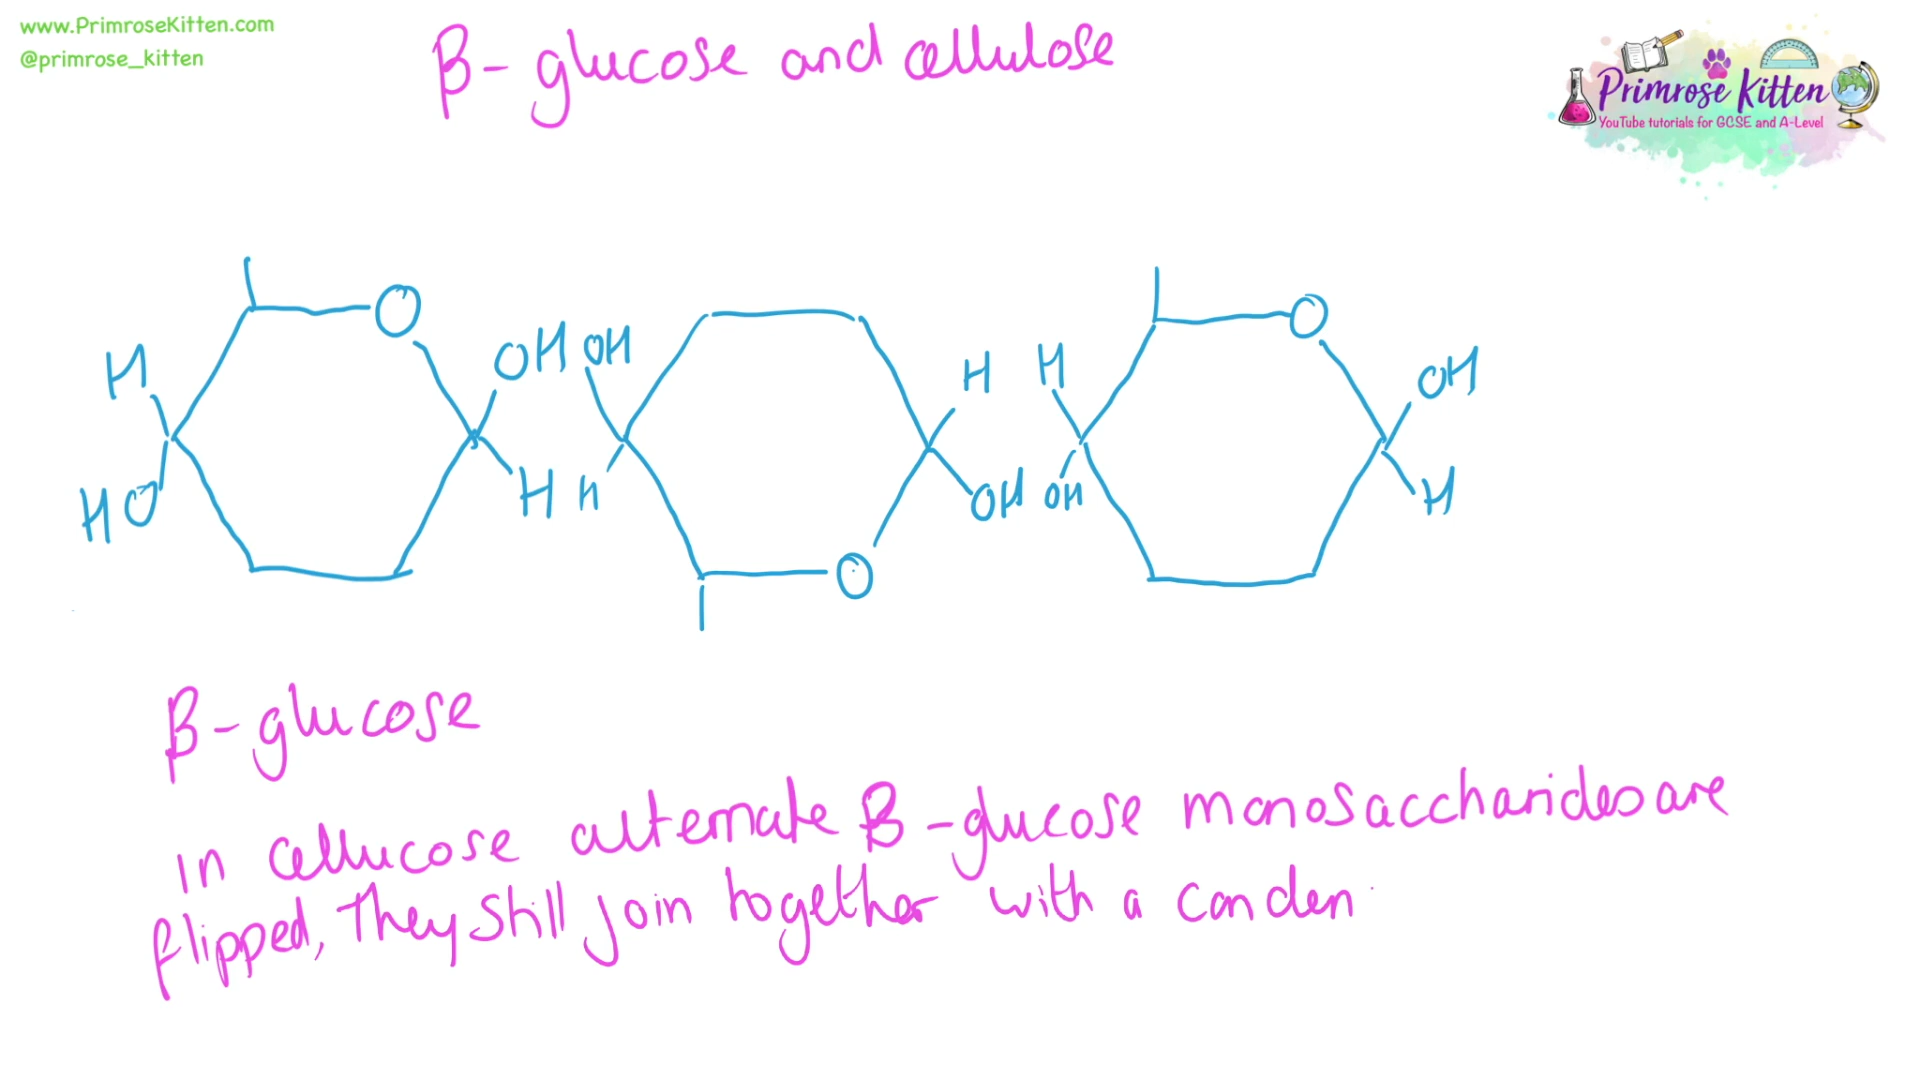 www.PrimroseKitten.com
@primrose_kitten
β- glucose and cellulose
Primrose Kitten
YouTube tutorials for GCSE and A-Level
O O
H OH OH H H OH
HO H H OH OH H
O
β-glucose
in cellucose alternate β-glucose monosaccharides are
flipped, They still join together with a conden